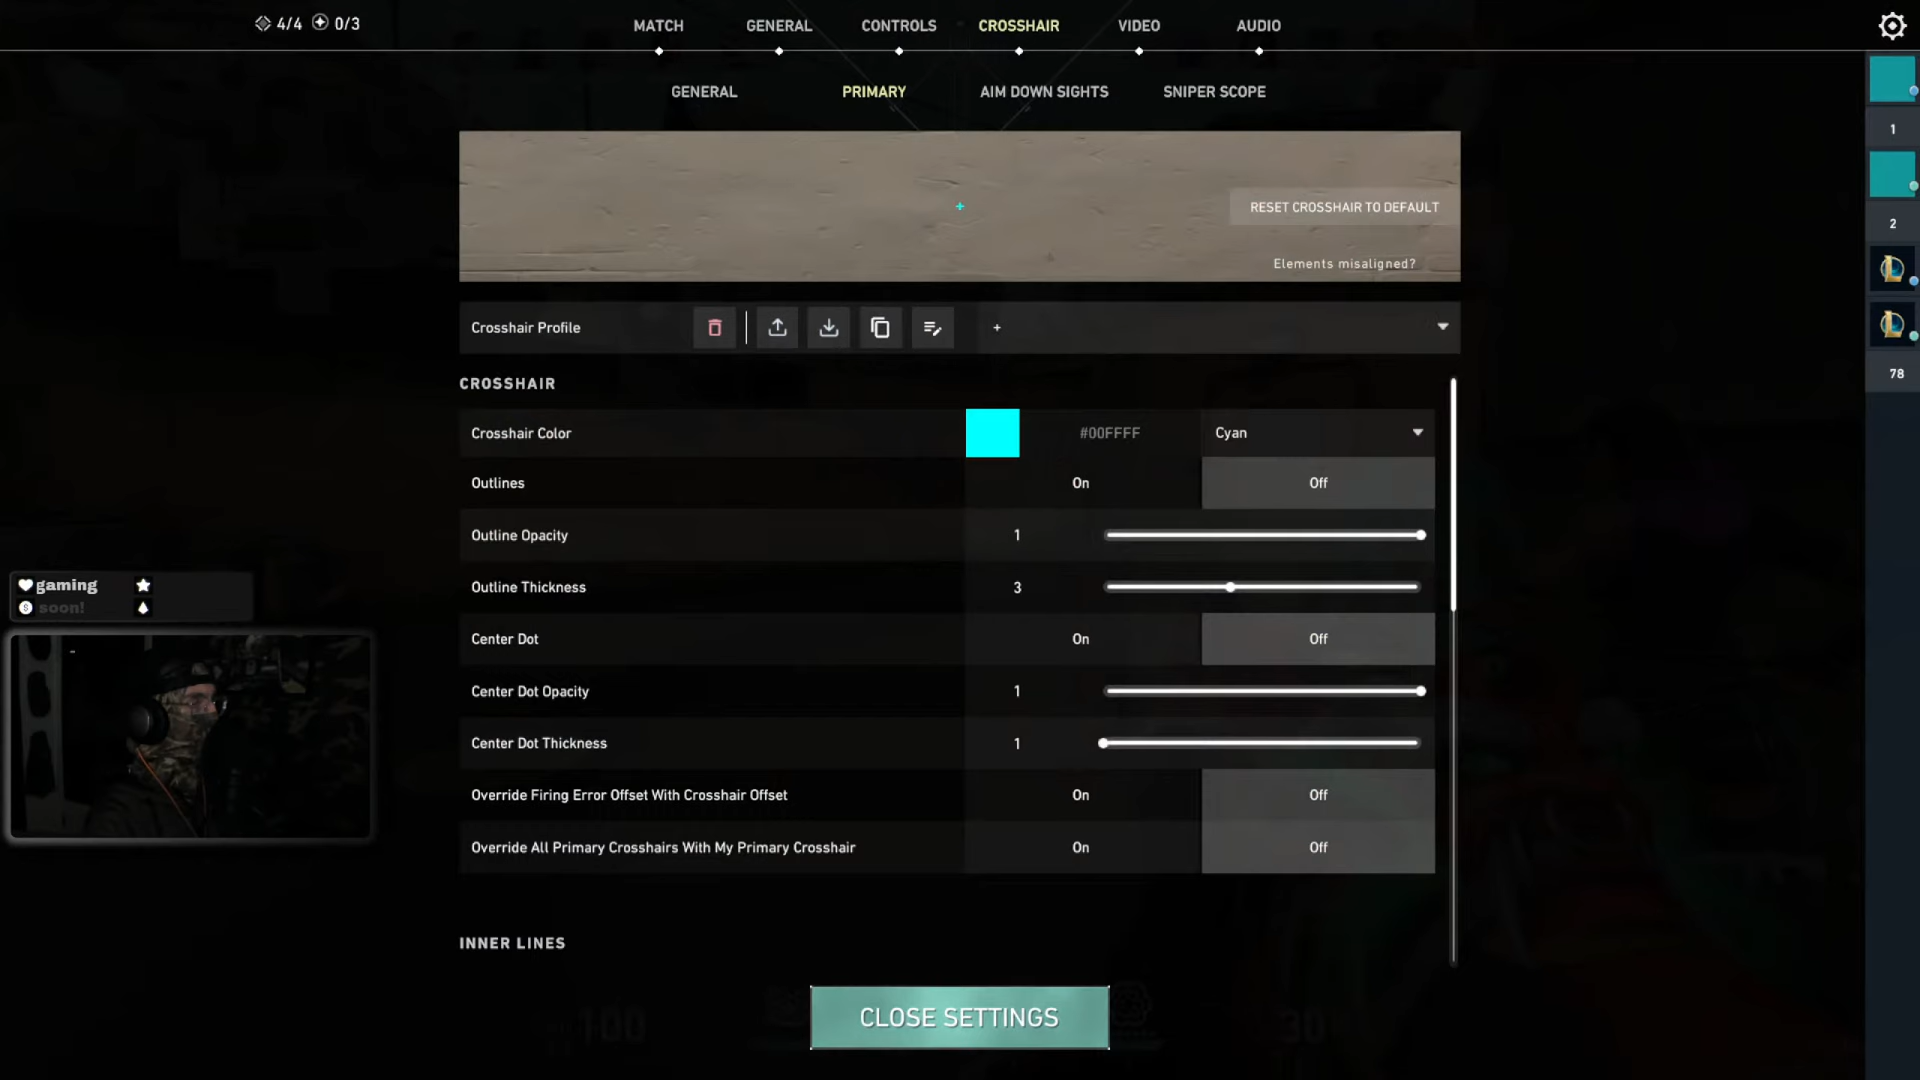 4/4 0/3
MATCH GENERAL CONTROLS CROSSHAIR VIDEO AUDIO
GENERAL PRIMARY AIM DOWN SIGHTS SNIPER SCOPE
RESET CROSSHAIR TO DEFAULT
Elements misaligned?
Crosshair Profile +
CROSSHAIR
Crosshair Color #00FFFF Cyan
Outlines On Off
Outline Opacity 1
Outline Thickness 3
Center Dot On Off
Center Dot Opacity 1
Center Dot Thickness 1
Override Firing Error Offset With Crosshair Offset On Off
Override All Primary Crosshairs With My Primary Crosshair On Off
INNER LINES
CLOSE SETTINGS
100
30
gaming
soon!
1
2
78